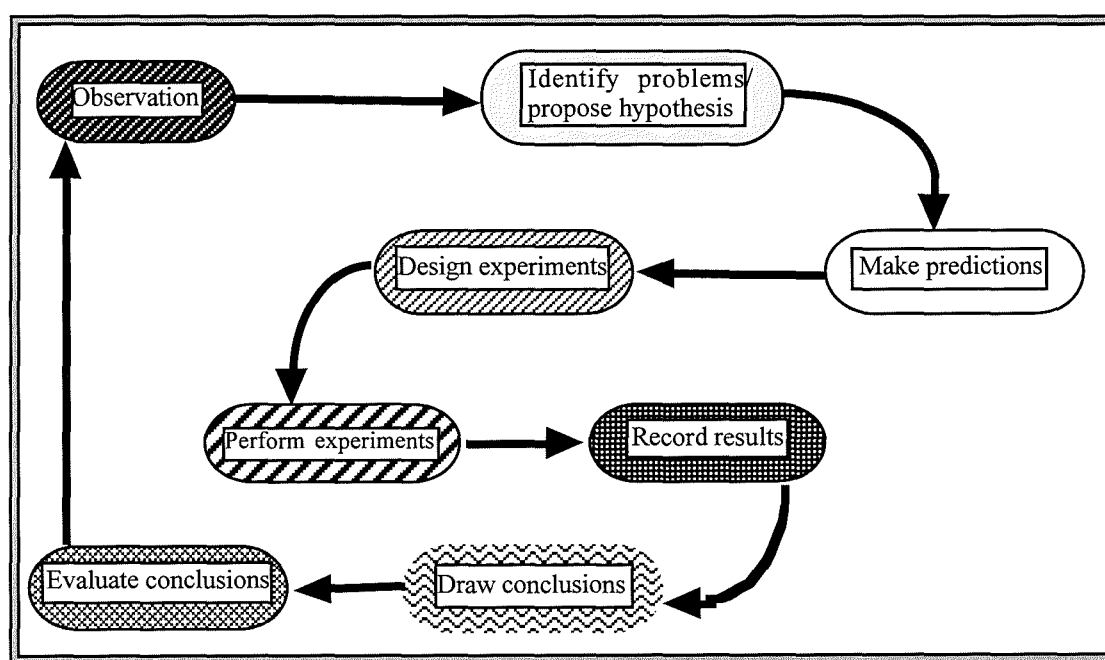 Observation
Identify problems/
propose hypothesis
Make predictions
Design experiments
Perform experiments
Record results
Draw conclusions
Evaluate conclusions